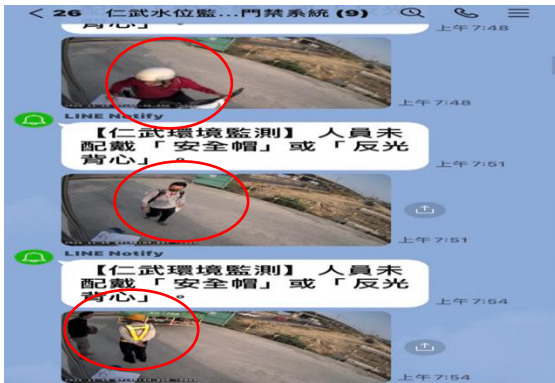 < 26 仁武水位監...門禁系統 (9)
背心」 。
上午 7:48
上午 7:48
LINE Notify
【仁武環境監測】 人員未
配戴「 安全帽」或「 反光
背心」 。
上午 7:51
上午 7:51
LINE Notify
【仁武環境監測】 人員未
配戴「 安全帽」或「 反光
背心」 。
上午 7:54
上午 7:54